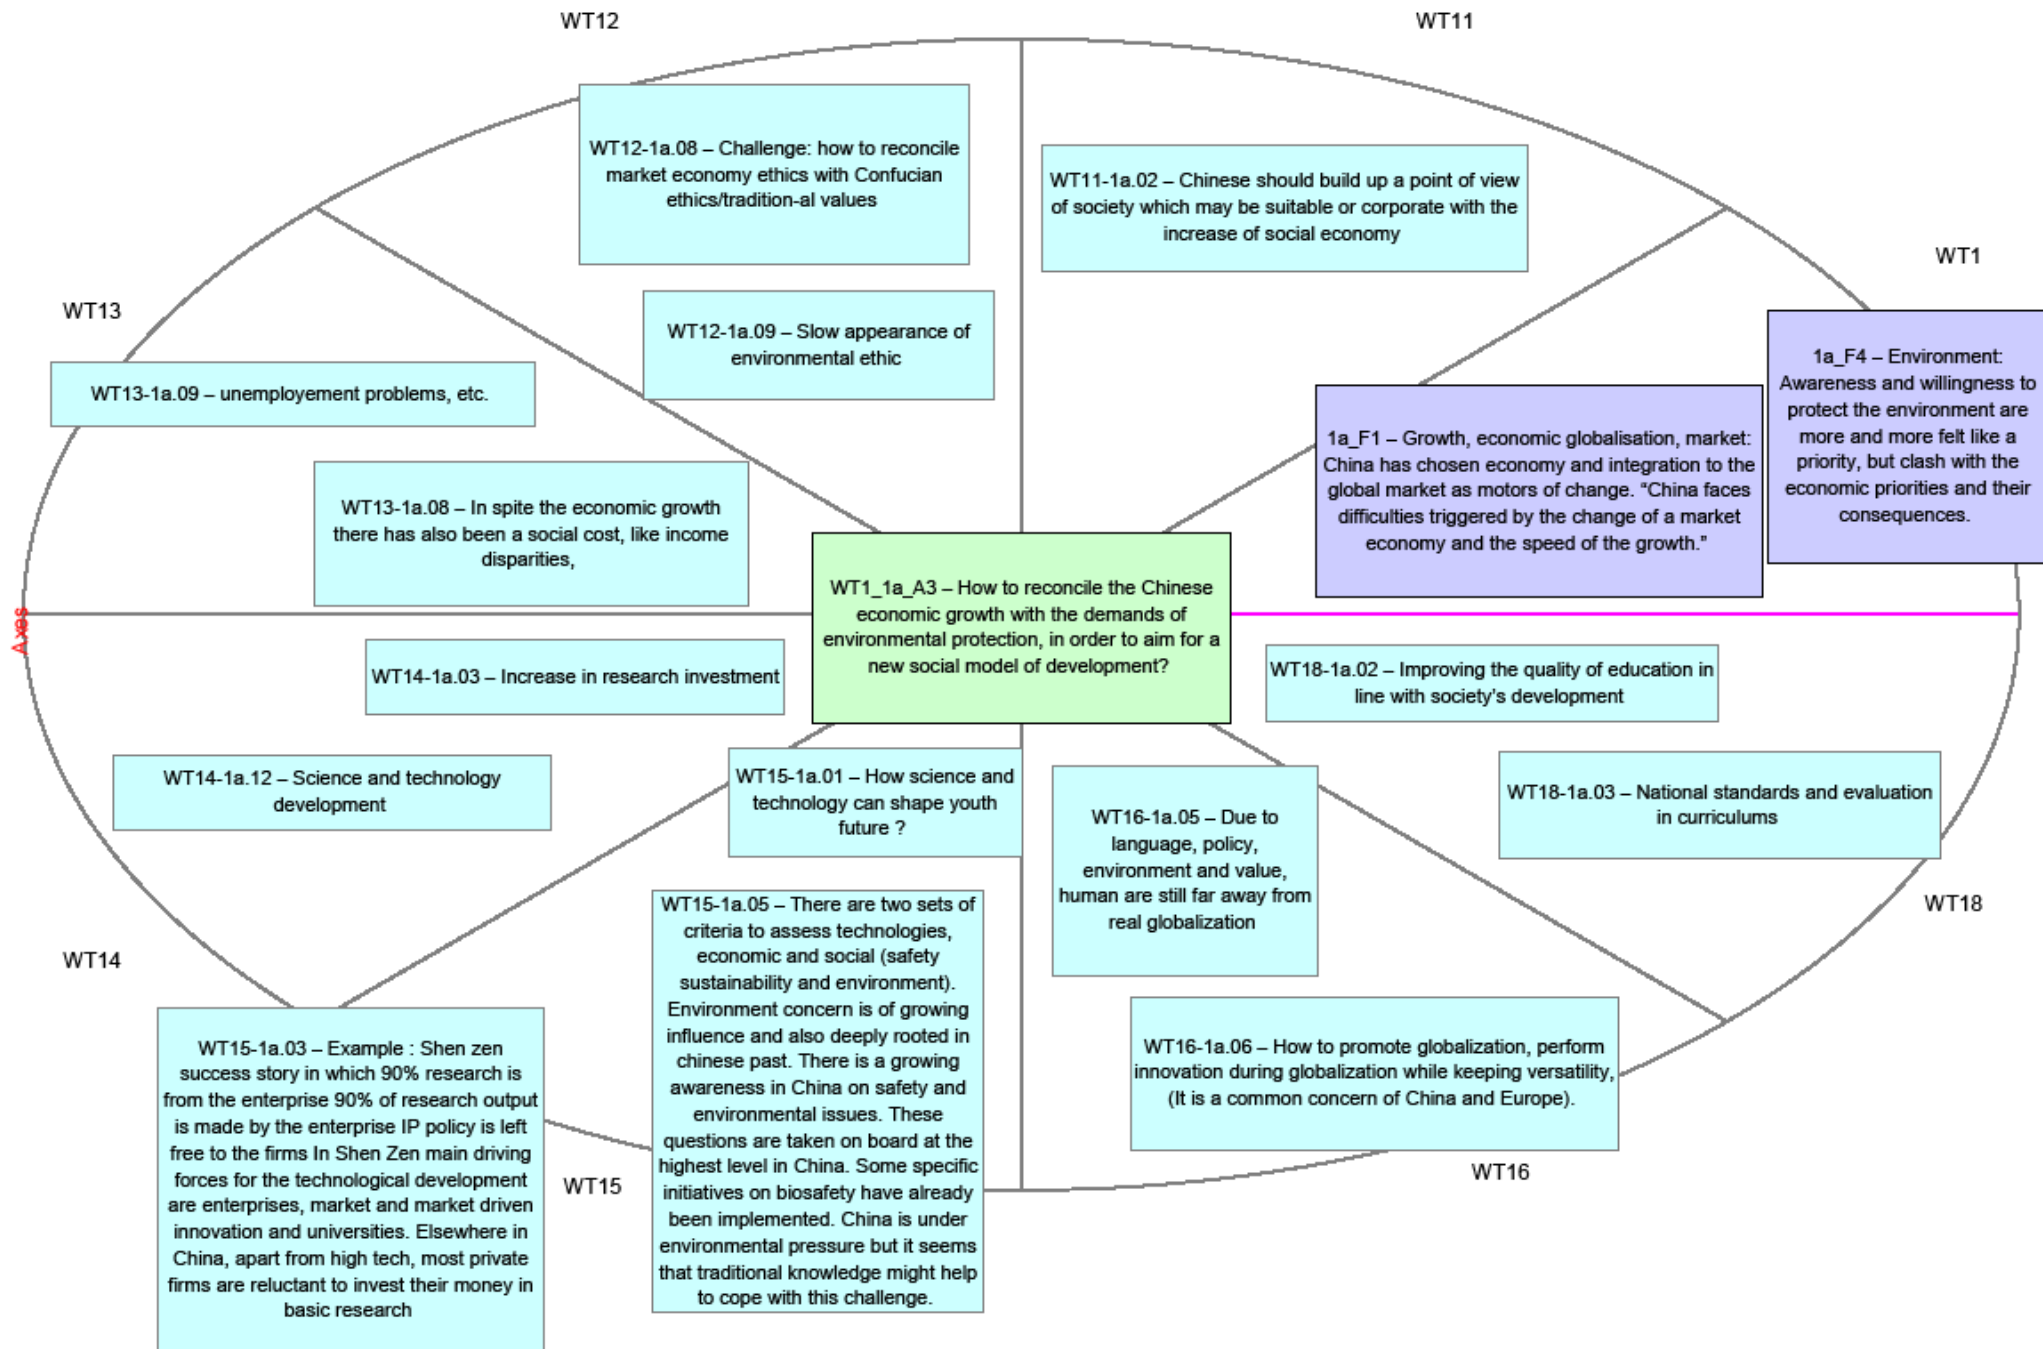 WT12
WT11
WT12-1a.08 – Challenge: how to reconcile
market economy ethics with Confucian
ethics/tradition-al values
WT11-1a.02 – Chinese should build up a point of view
of society which may be suitable or corporate with the
increase of social economy
WT1
WT13
WT12-1a.09 – Slow appearance of
environmental ethic
1a_F4 – Environment:
Awareness and willingness to
protect the environment are
more and more felt like a
priority, but clash with the
economic priorities and their
consequences.
WT13-1a.09 – unemployement problems, etc.
1a_F1 – Growth, economic globalisation, market:
China has chosen economy and integration to the
global market as motors of change. “China faces
difficulties triggered by the change of a market
economy and the speed of the growth.”
WT13-1a.08 – In spite the economic growth
there has also been a social cost, like income
disparities,
WT1_1a_A3 – How to reconcile the Chinese
economic growth with the demands of
environmental protection, in order to aim for a
new social model of development?
Axes
WT14-1a.03 – Increase in research investment
WT18-1a.02 – Improving the quality of education in
line with society’s development
WT14-1a.12 – Science and technology
development
WT15-1a.01 – How science and
technology can shape youth
future ?
WT16-1a.05 – Due to
language, policy,
environment and value,
human are still far away from
real globalization
WT18-1a.03 – National standards and evaluation
in curriculums
WT18
WT14
WT15-1a.05 – There are two sets of
criteria to assess technologies,
economic and social (safety
sustainability and environment).
Environment concern is of growing
influence and also deeply rooted in
chinese past. There is a growing
awareness in China on safety and
environmental issues. These
questions are taken on board at the
highest level in China. Some specific
initiatives on biosafety have already
been implemented. China is under
environmental pressure but it seems
that traditional knowledge might help
to cope with this challenge.
WT15-1a.03 – Example : Shen zen
success story in which 90% research is
from the enterprise 90% of research output
is made by the enterprise IP policy is left
free to the firms In Shen Zen main driving
forces for the technological development
are enterprises, market and market driven
innovation and universities. Elsewhere in
China, apart from high tech, most private
firms are reluctant to invest their money in
basic research
WT16-1a.06 – How to promote globalization, perform
innovation during globalization while keeping versatility,
(It is a common concern of China and Europe).
WT15
WT16